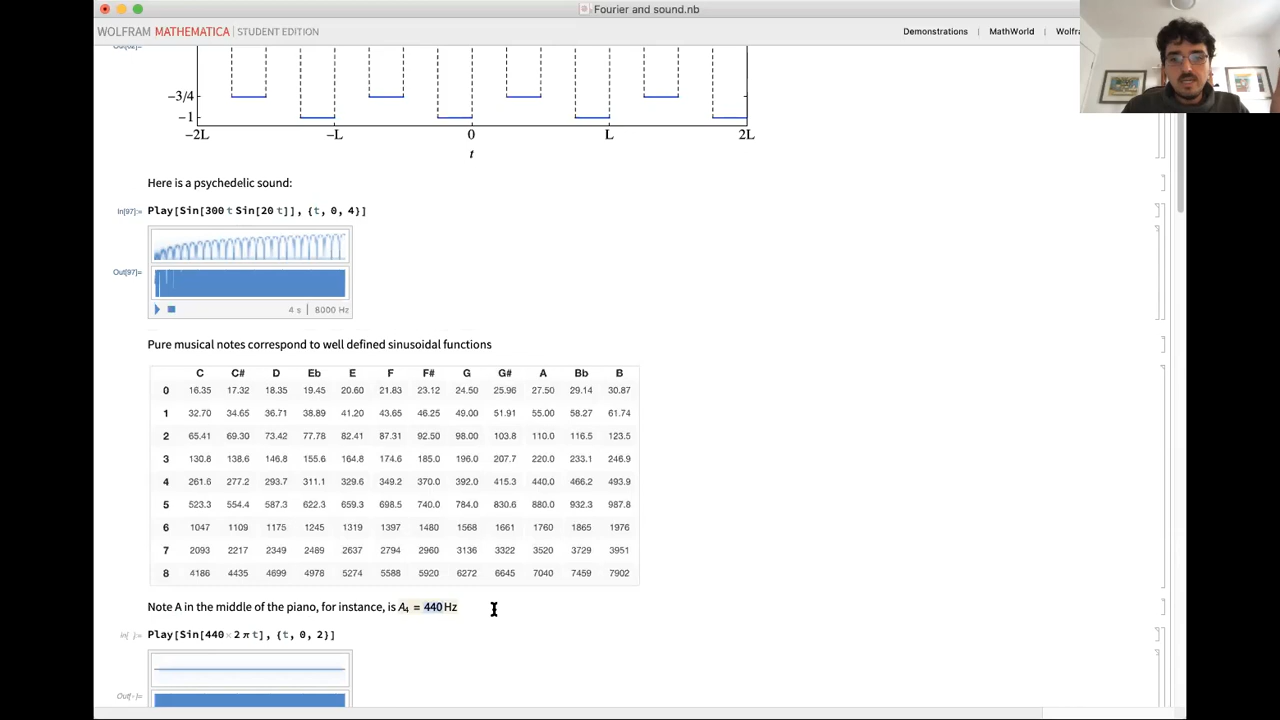 Fourier and sound.nb
WOLFRAM MATHEMATICA | STUDENT EDITION
Demonstrations | MathWorld | Wolfra
−3/4
−1
−2L −L 0 L 2L
t
Here is a psychedelic sound:
In[97]:= Play[Sin[300 t Sin[20 t]], {t, 0, 4}]
Out[97]=
4 s | 8000 Hz
Pure musical notes correspond to well defined sinusoidal functions
C C# D Eb E F F# G G# A Bb B
0 16.35 17.32 18.35 19.45 20.60 21.83 23.12 24.50 25.96 27.50 29.14 30.87
1 32.70 34.65 36.71 38.89 41.20 43.65 46.25 49.00 51.91 55.00 58.27 61.74
2 65.41 69.30 73.42 77.78 82.41 87.31 92.50 98.00 103.8 110.0 116.5 123.5
3 130.8 138.6 146.8 155.6 164.8 174.6 185.0 196.0 207.7 220.0 233.1 246.9
4 261.6 277.2 293.7 311.1 329.6 349.2 370.0 392.0 415.3 440.0 466.2 493.9
5 523.3 554.4 587.3 622.3 659.3 698.5 740.0 784.0 830.6 880.0 932.3 987.8
6 1047 1109 1175 1245 1319 1397 1480 1568 1661 1760 1865 1976
7 2093 2217 2349 2489 2637 2794 2960 3136 3322 3520 3729 3951
8 4186 4435 4699 4978 5274 5588 5920 6272 6645 7040 7459 7902
Note A in the middle of the piano, for instance, is A₄ = 440 Hz
In[ ]:= Play[Sin[440 × 2 π t], {t, 0, 2}]
Out[•]=